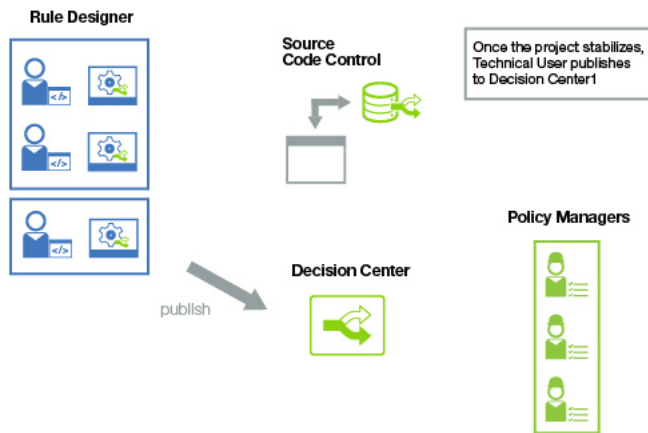 Rule Designer
Source
Code Control
Once the project stabilizes,
Technical User publishes
to Decision Center1
</>
</>
</>
Policy Managers
Decision Center
publish